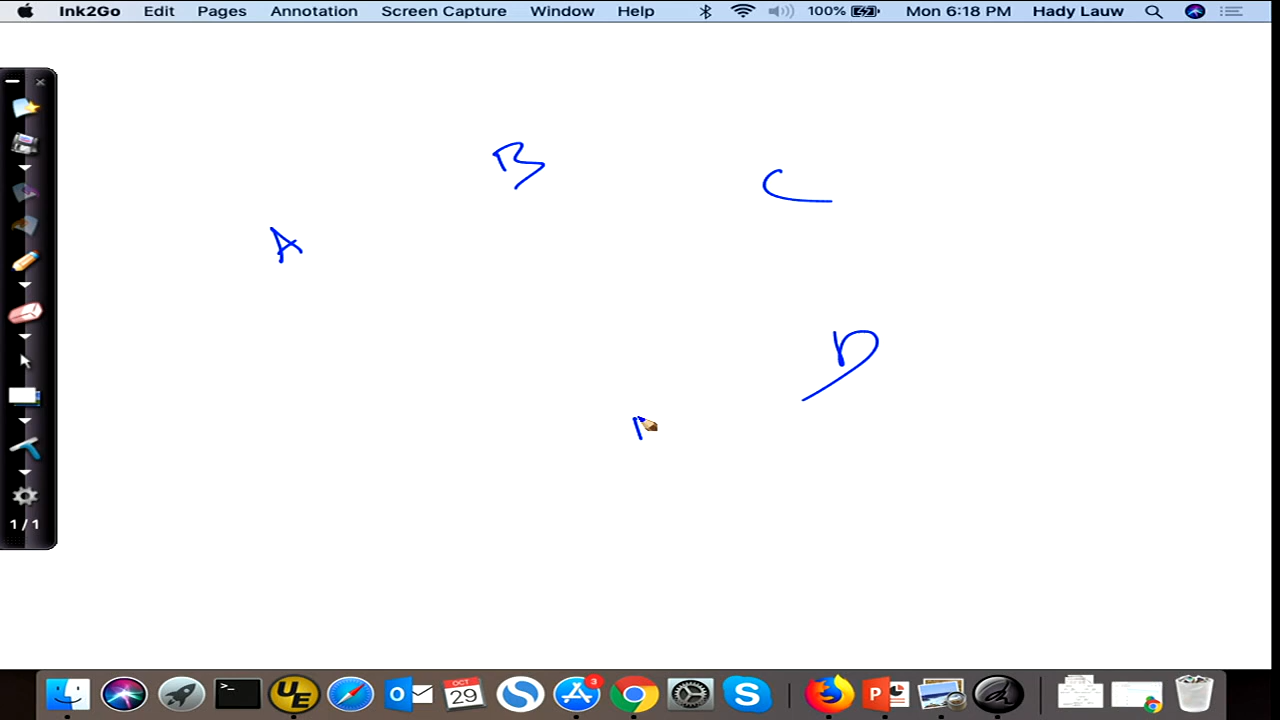 Ink2Go Edit Pages Annotation Screen Capture Window Help 100% Mon 6:18 PM Hady Lauw
B
C
A
D
1 / 1
OCT
29
3